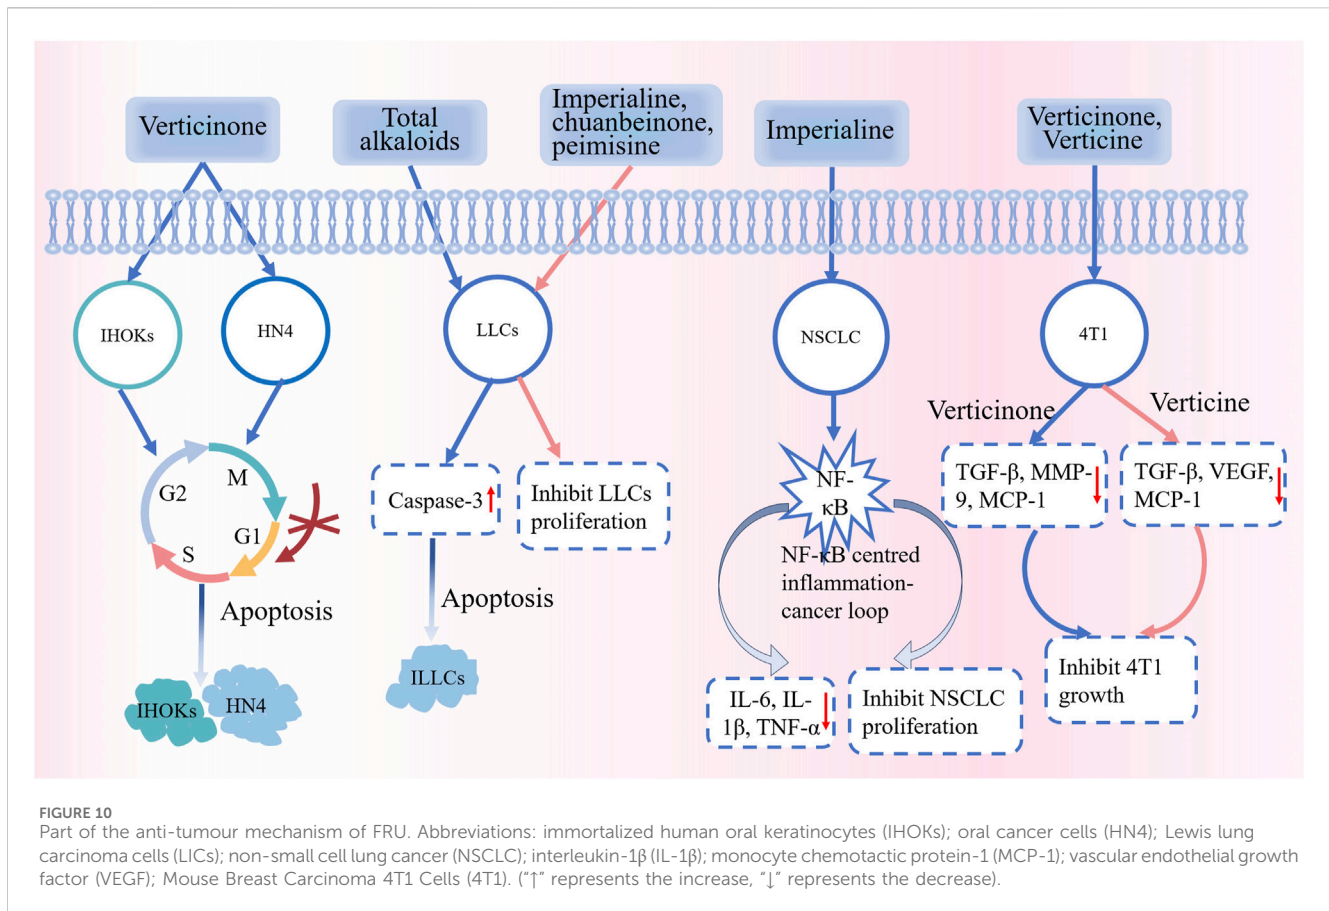 Verticinone
Total
alkaloids
Imperialine,
chuanbeinone,
peimisine
Imperialine
Verticinone,
Verticine
IHOKs
HN4
LLCs
NSCLC
4T1
Verticinone
Verticine
G2
M
S
G1
Apoptosis
IHOKs
HN4
Caspase-3
Inhibit LLCs
proliferation
Apoptosis
ILLCs
NF-
κB
NF-κB centred
inflammation-
cancer loop
IL-6, IL-
1β, TNF-α
Inhibit NSCLC
proliferation
TGF-β, MMP-
9, MCP-1
TGF-β, VEGF,
MCP-1
Inhibit 4T1
growth
FIGURE 10
Part of the anti-tumour mechanism of FRU. Abbreviations: immortalized human oral keratinocytes (IHOKs); oral cancer cells (HN4); Lewis lung
carcinoma cells (LICs); non-small cell lung cancer (NSCLC); interleukin-1β (IL-1β); monocyte chemotactic protein-1 (MCP-1); vascular endothelial growth
factor (VEGF); Mouse Breast Carcinoma 4T1 Cells (4T1). (“↑” represents the increase, “↓” represents the decrease).